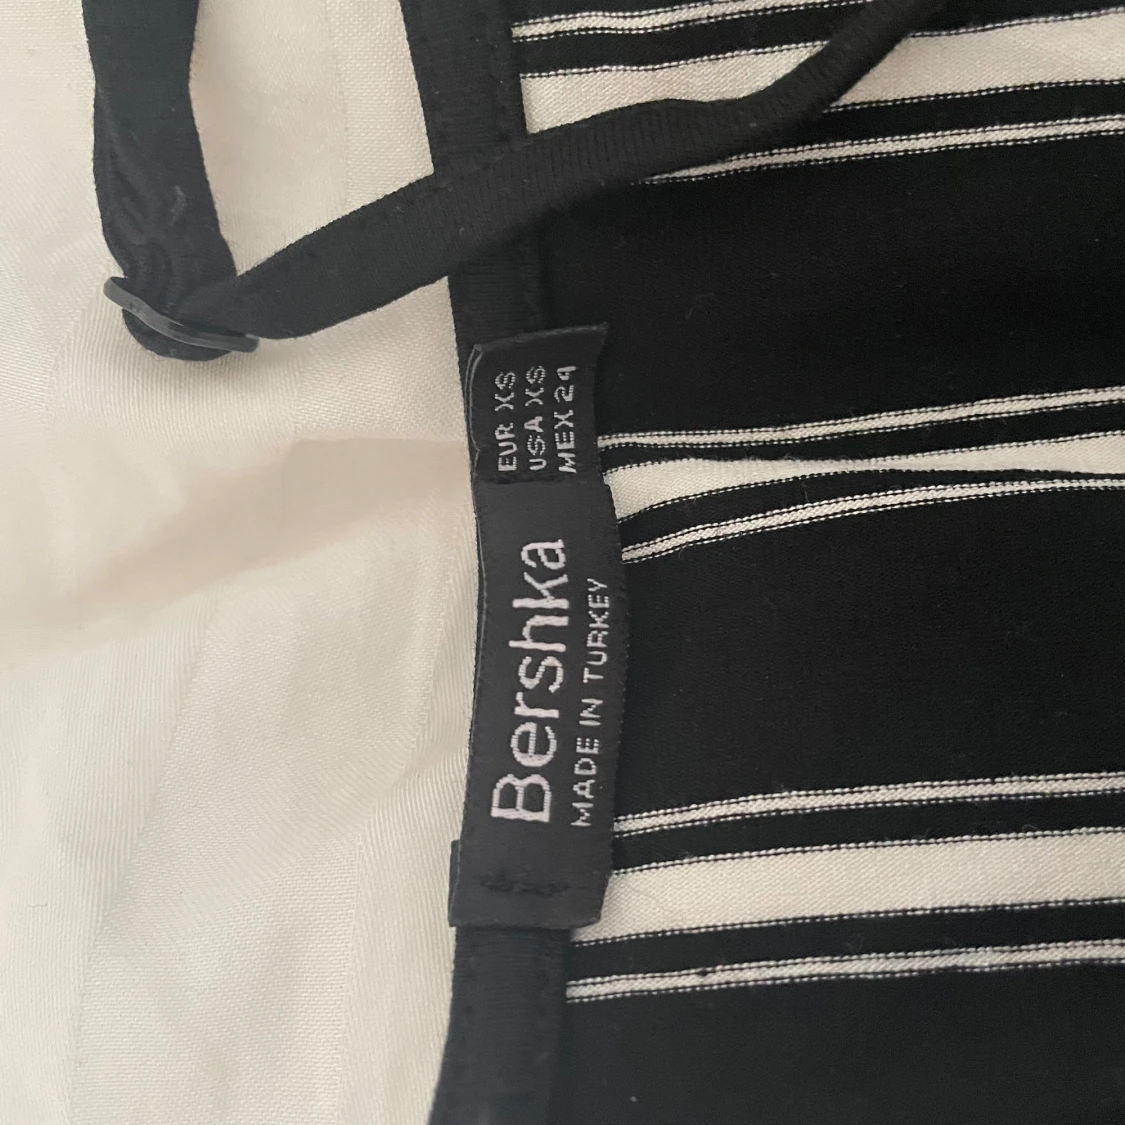 EUR XS
USA XS
MEX 24
Bershka
MADE IN TURKEY